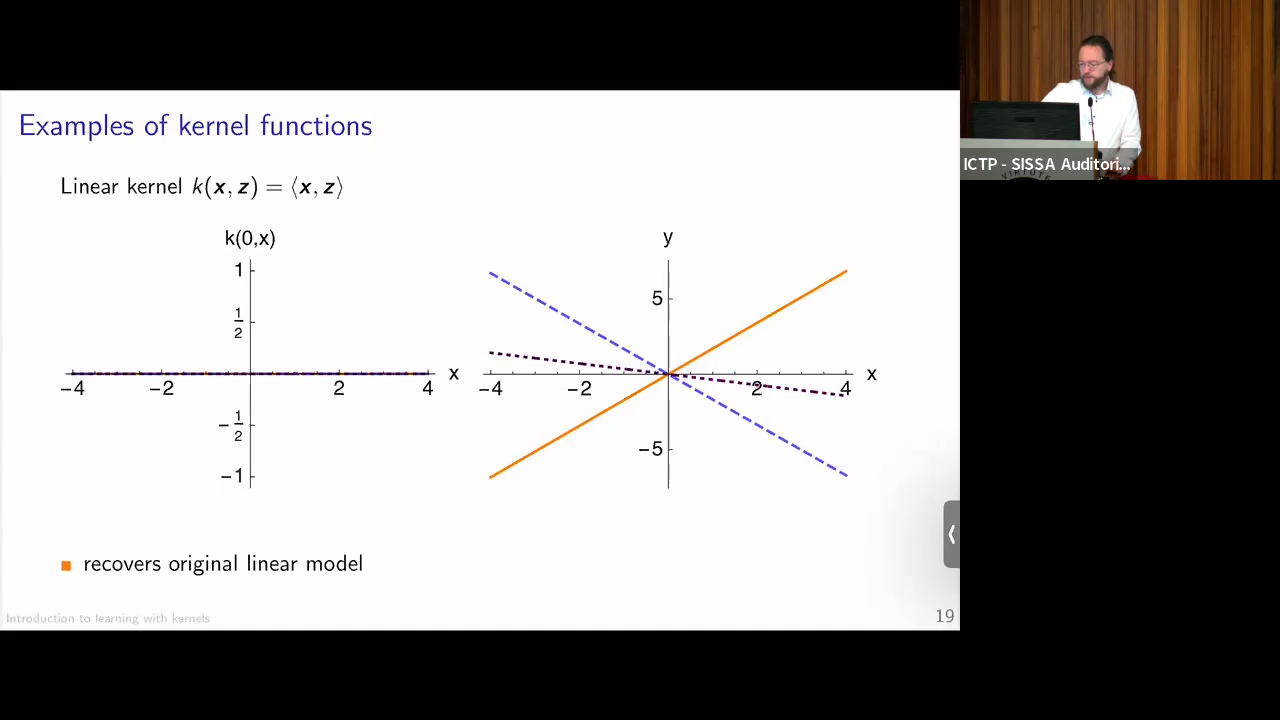 Examples of kernel functions
Linear kernel k(x, z) = ⟨x, z⟩
k(0,x)
1
1/2
-4 -2 2 4 x
-1/2
-1
y
5
-4 -2 2 4 x
-5
recovers original linear model
Introduction to learning with kernels
19
ICTP - SISSA Auditori...
VIRTUTE